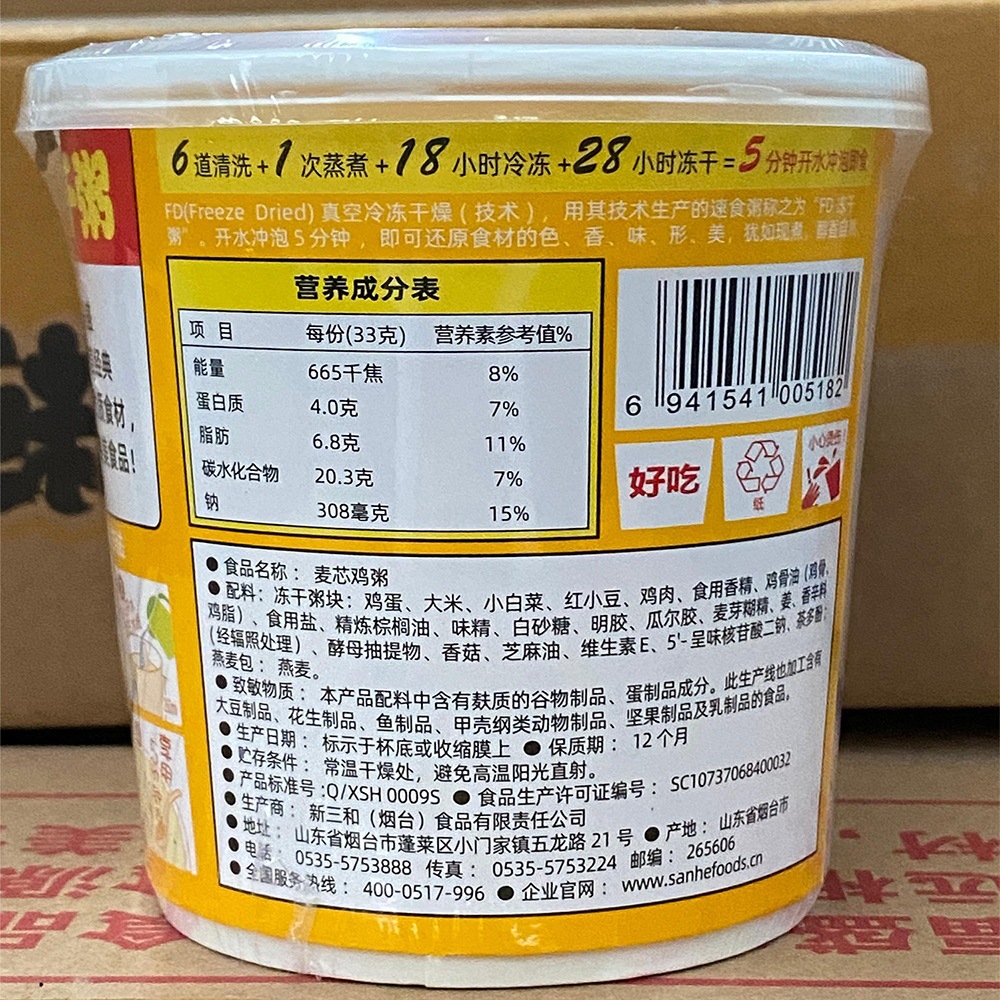 6道清洗+1次蒸煮+18小时冷冻+28小时冻干=5分钟开水冲泡即食
FD(Freeze Dried)真空冷冻干燥(技术),用其技术生产的速食粥称之为“FD冻干
粥”。开水冲泡5分钟,即可还原食材的色、香、味、形、美,犹如现煮,
粥
经典
食材,
食品!
营养成分表
项目 每份(33克) 营养素参考值%
能量 665千焦 8%
蛋白质 4.0克 7%
脂肪 6.8克 11%
碳水化合物 20.3克 7%
钠 308毫克 15%
6 941541 005182
好吃
纸
小心烫伤!
●食品名称:麦芯鸡粥
●配料:冻干粥块:鸡蛋、大米、小白菜、红小豆、鸡肉、食用香精、鸡骨油(鸡骨、
鸡脂)、食用盐、精炼棕榈油、味精、白砂糖、明胶、瓜尔胶、麦芽糊精、姜、香辛料
(经辐照处理)、酵母抽提物、香菇、芝麻油、维生素E、5'-呈味核苷酸二钠、茶多酚;
燕麦包:燕麦。
●致敏物质:本产品配料中含有麸质的谷物制品、蛋制品成分。此生产线也加工含有
大豆制品、花生制品、鱼制品、甲壳纲类动物制品、坚果制品及乳制品的食品。
●生产日期:标示于杯底或收缩膜上 ●保质期:12个月
●贮存条件:常温干燥处,避免高温阳光直射。
●产品标准号:Q/XSH 0009S ●食品生产许可证编号:SC10737068400032
●生产商:新三和(烟台)食品有限责任公司
●地址:山东省烟台市蓬莱区小门家镇五龙路21号 ●产地:山东省烟台市
●电话:0535-5753888 传真:0535-5753224 邮编:265606
●全国服务热线:400-0517-996 ●企业官网:www.sanhefoods.cn